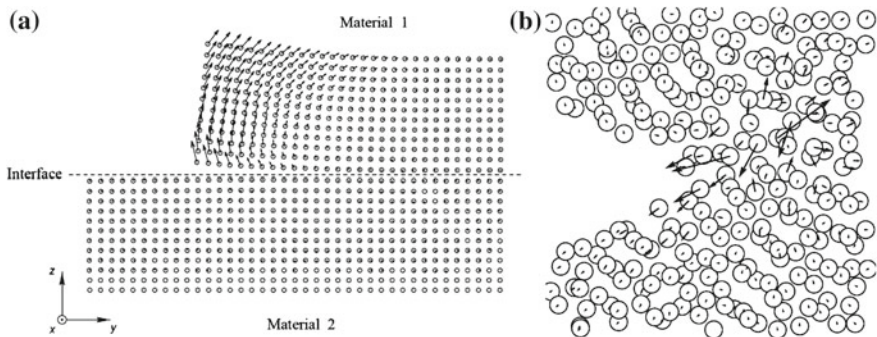 (a)
Material 1
Interface
z
x
y
Material 2
(b)